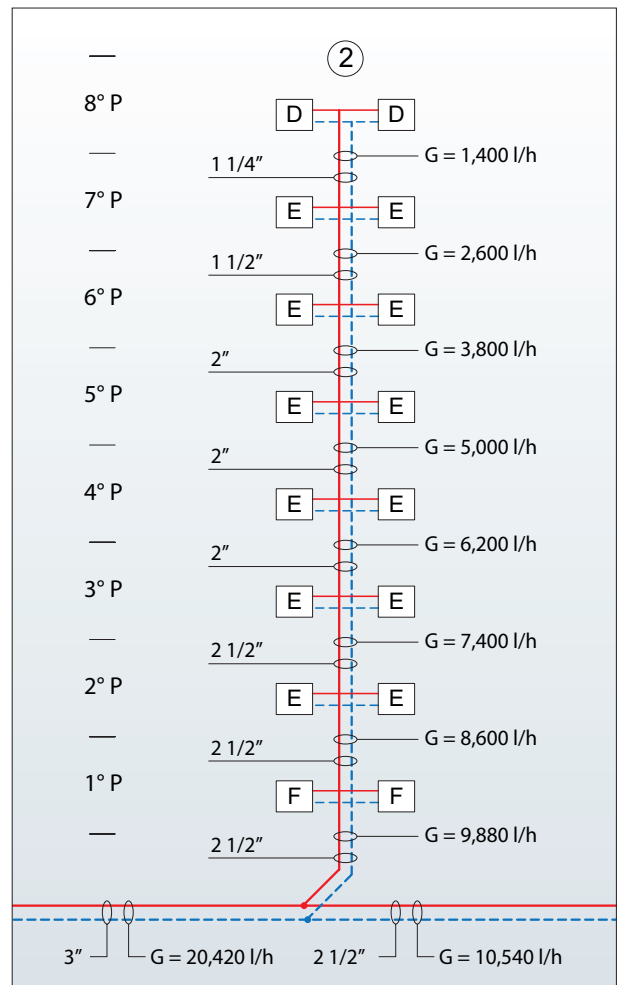 2
8° P
D D
G = 1,400 l/h
1 1/4"
7° P
E E
G = 2,600 l/h
1 1/2"
6° P
E E
G = 3,800 l/h
2"
5° P
E E
G = 5,000 l/h
2"
4° P
E E
G = 6,200 l/h
2"
3° P
E E
G = 7,400 l/h
2 1/2"
2° P
E E
G = 8,600 l/h
2 1/2"
1° P
F F
G = 9,880 l/h
2 1/2"
3" G = 20,420 l/h 2 1/2" G = 10,540 l/h